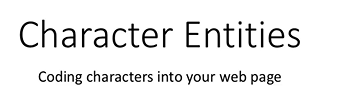 Character Entities
Coding characters into your web page